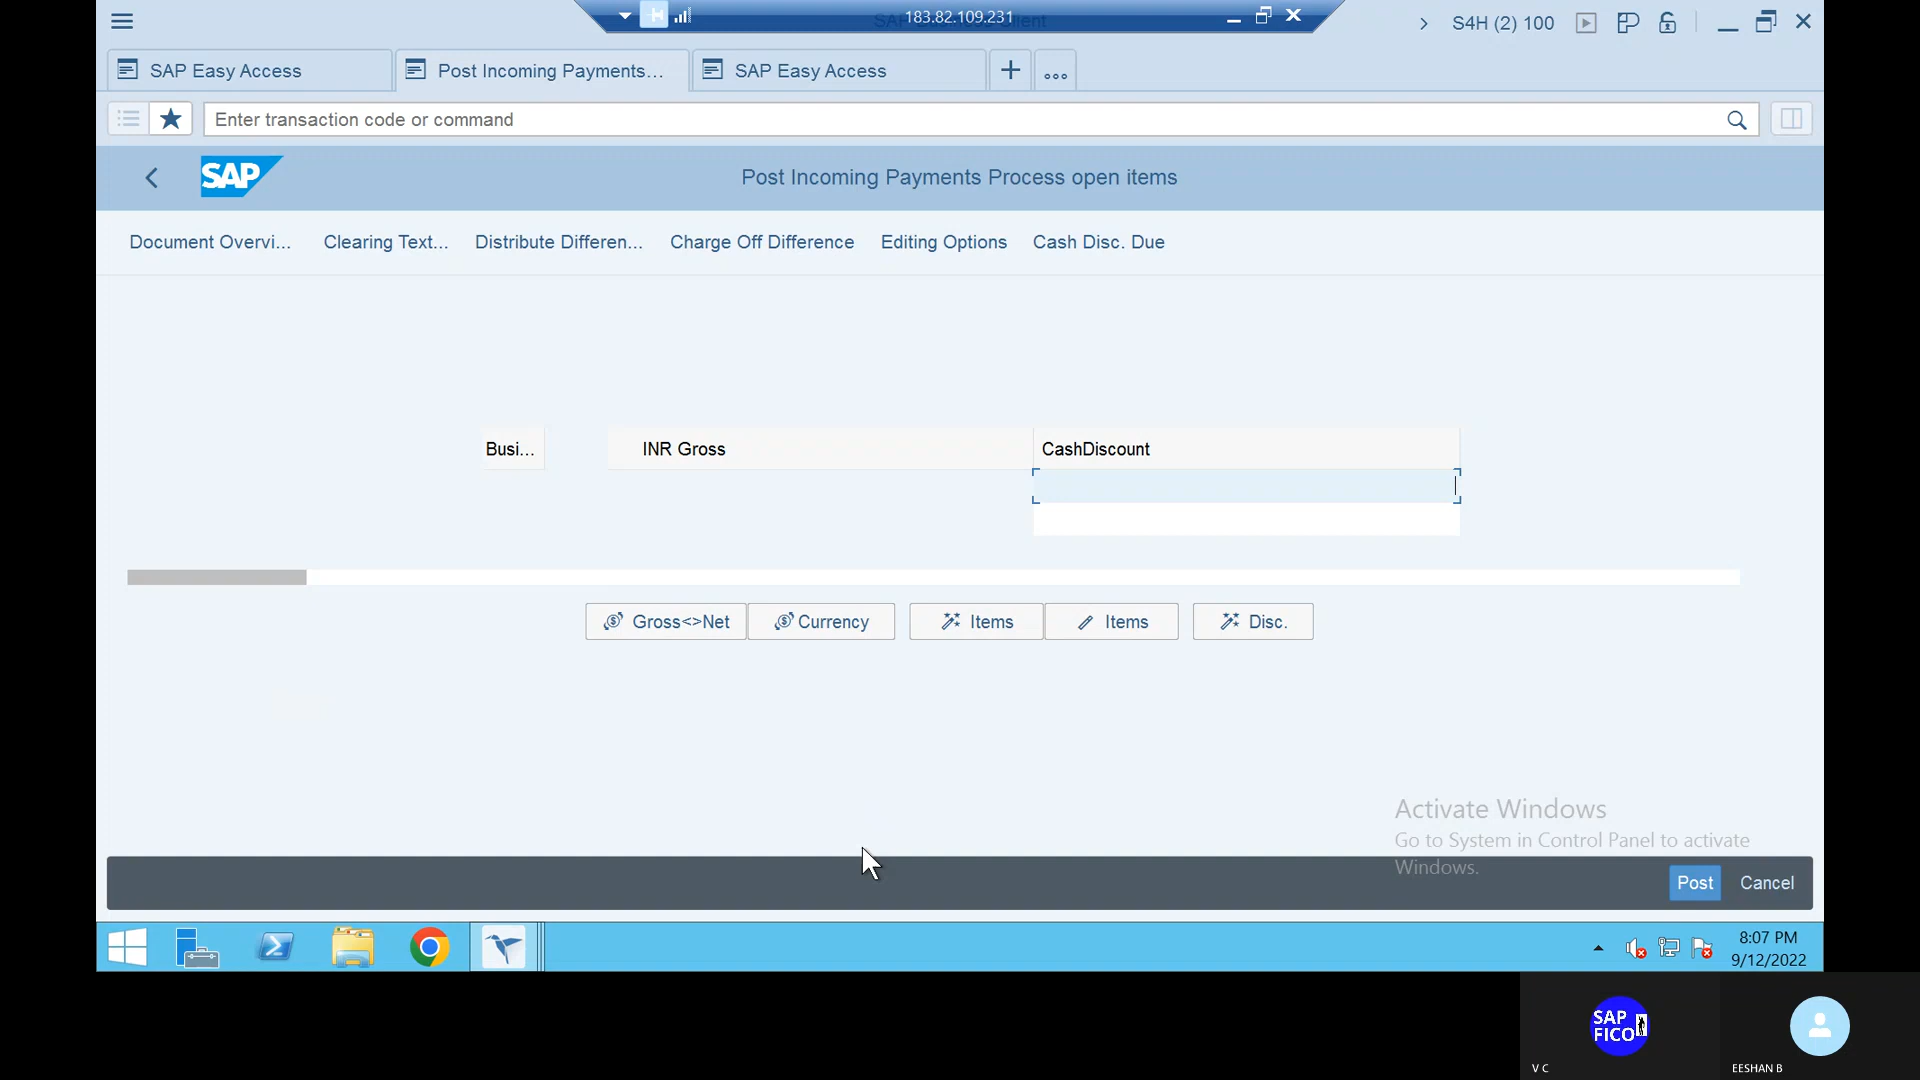 183.82.109.231
S4H (2) 100
SAP Easy Access
Post Incoming Payments...
SAP Easy Access
Enter transaction code or command
SAP
Post Incoming Payments Process open items
Document Overvi...
Clearing Text...
Distribute Differen...
Charge Off Difference
Editing Options
Cash Disc. Due
Busi...
INR Gross
CashDiscount
Gross<>Net
Currency
Items
Items
Disc.
Activate Windows
Go to System in Control Panel to activate
Windows.
Post
Cancel
8:07 PM
9/12/2022
SAP
FICO
V C
EESHAN B